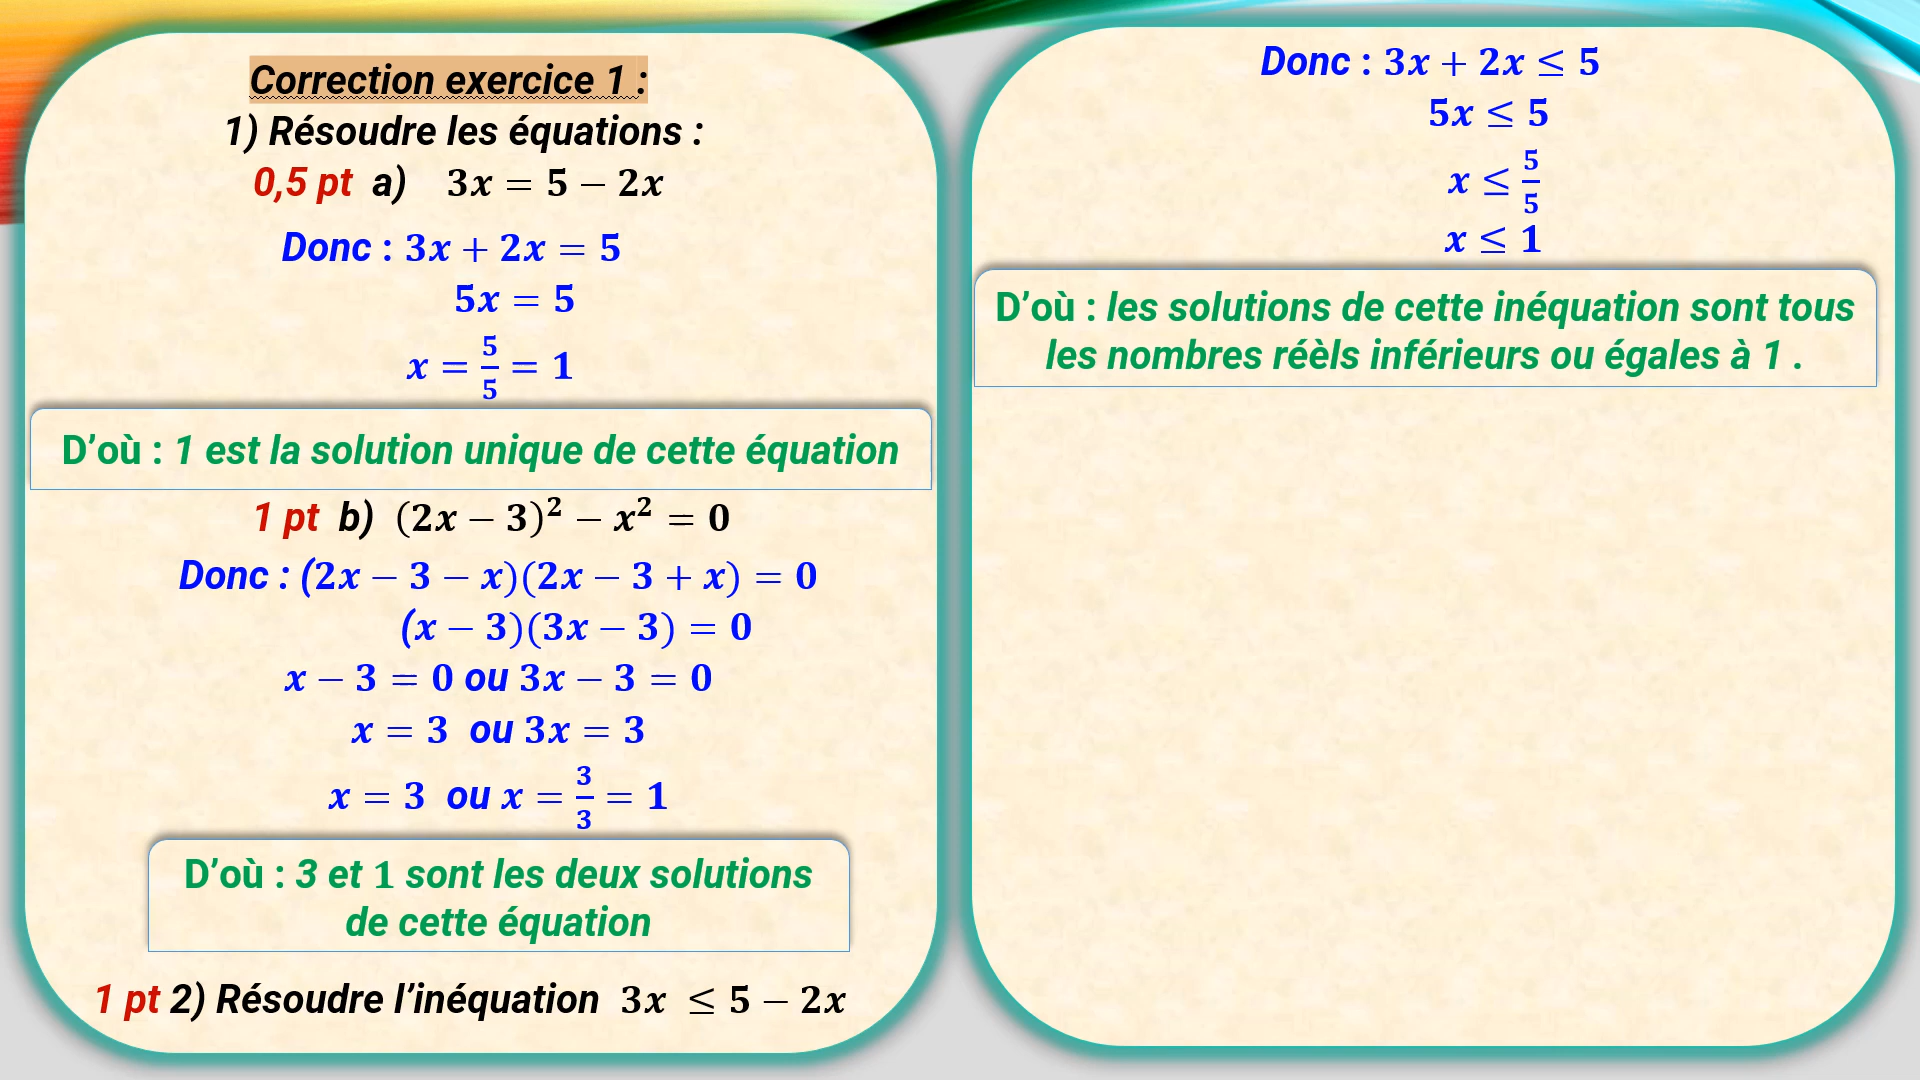 Correction exercice 1 :
1) Résoudre les équations :
0,5 pt a) 3x = 5 − 2x
Donc : 3x + 2x = 5
5x = 5
x = 5/5 = 1
D’où : 1 est la solution unique de cette équation
1 pt b) (2x − 3)² − x² = 0
Donc : (2x − 3 − x)(2x − 3 + x) = 0
(x − 3)(3x − 3) = 0
x − 3 = 0 ou 3x − 3 = 0
x = 3 ou 3x = 3
x = 3 ou x = 3/3 = 1
D’où : 3 et 1 sont les deux solutions
de cette équation
1 pt 2) Résoudre l’inéquation 3x ≤ 5 − 2x
Donc : 3x + 2x ≤ 5
5x ≤ 5
x ≤ 5/5
x ≤ 1
D’où : les solutions de cette inéquation sont tous
les nombres réèls inférieurs ou égales à 1 .